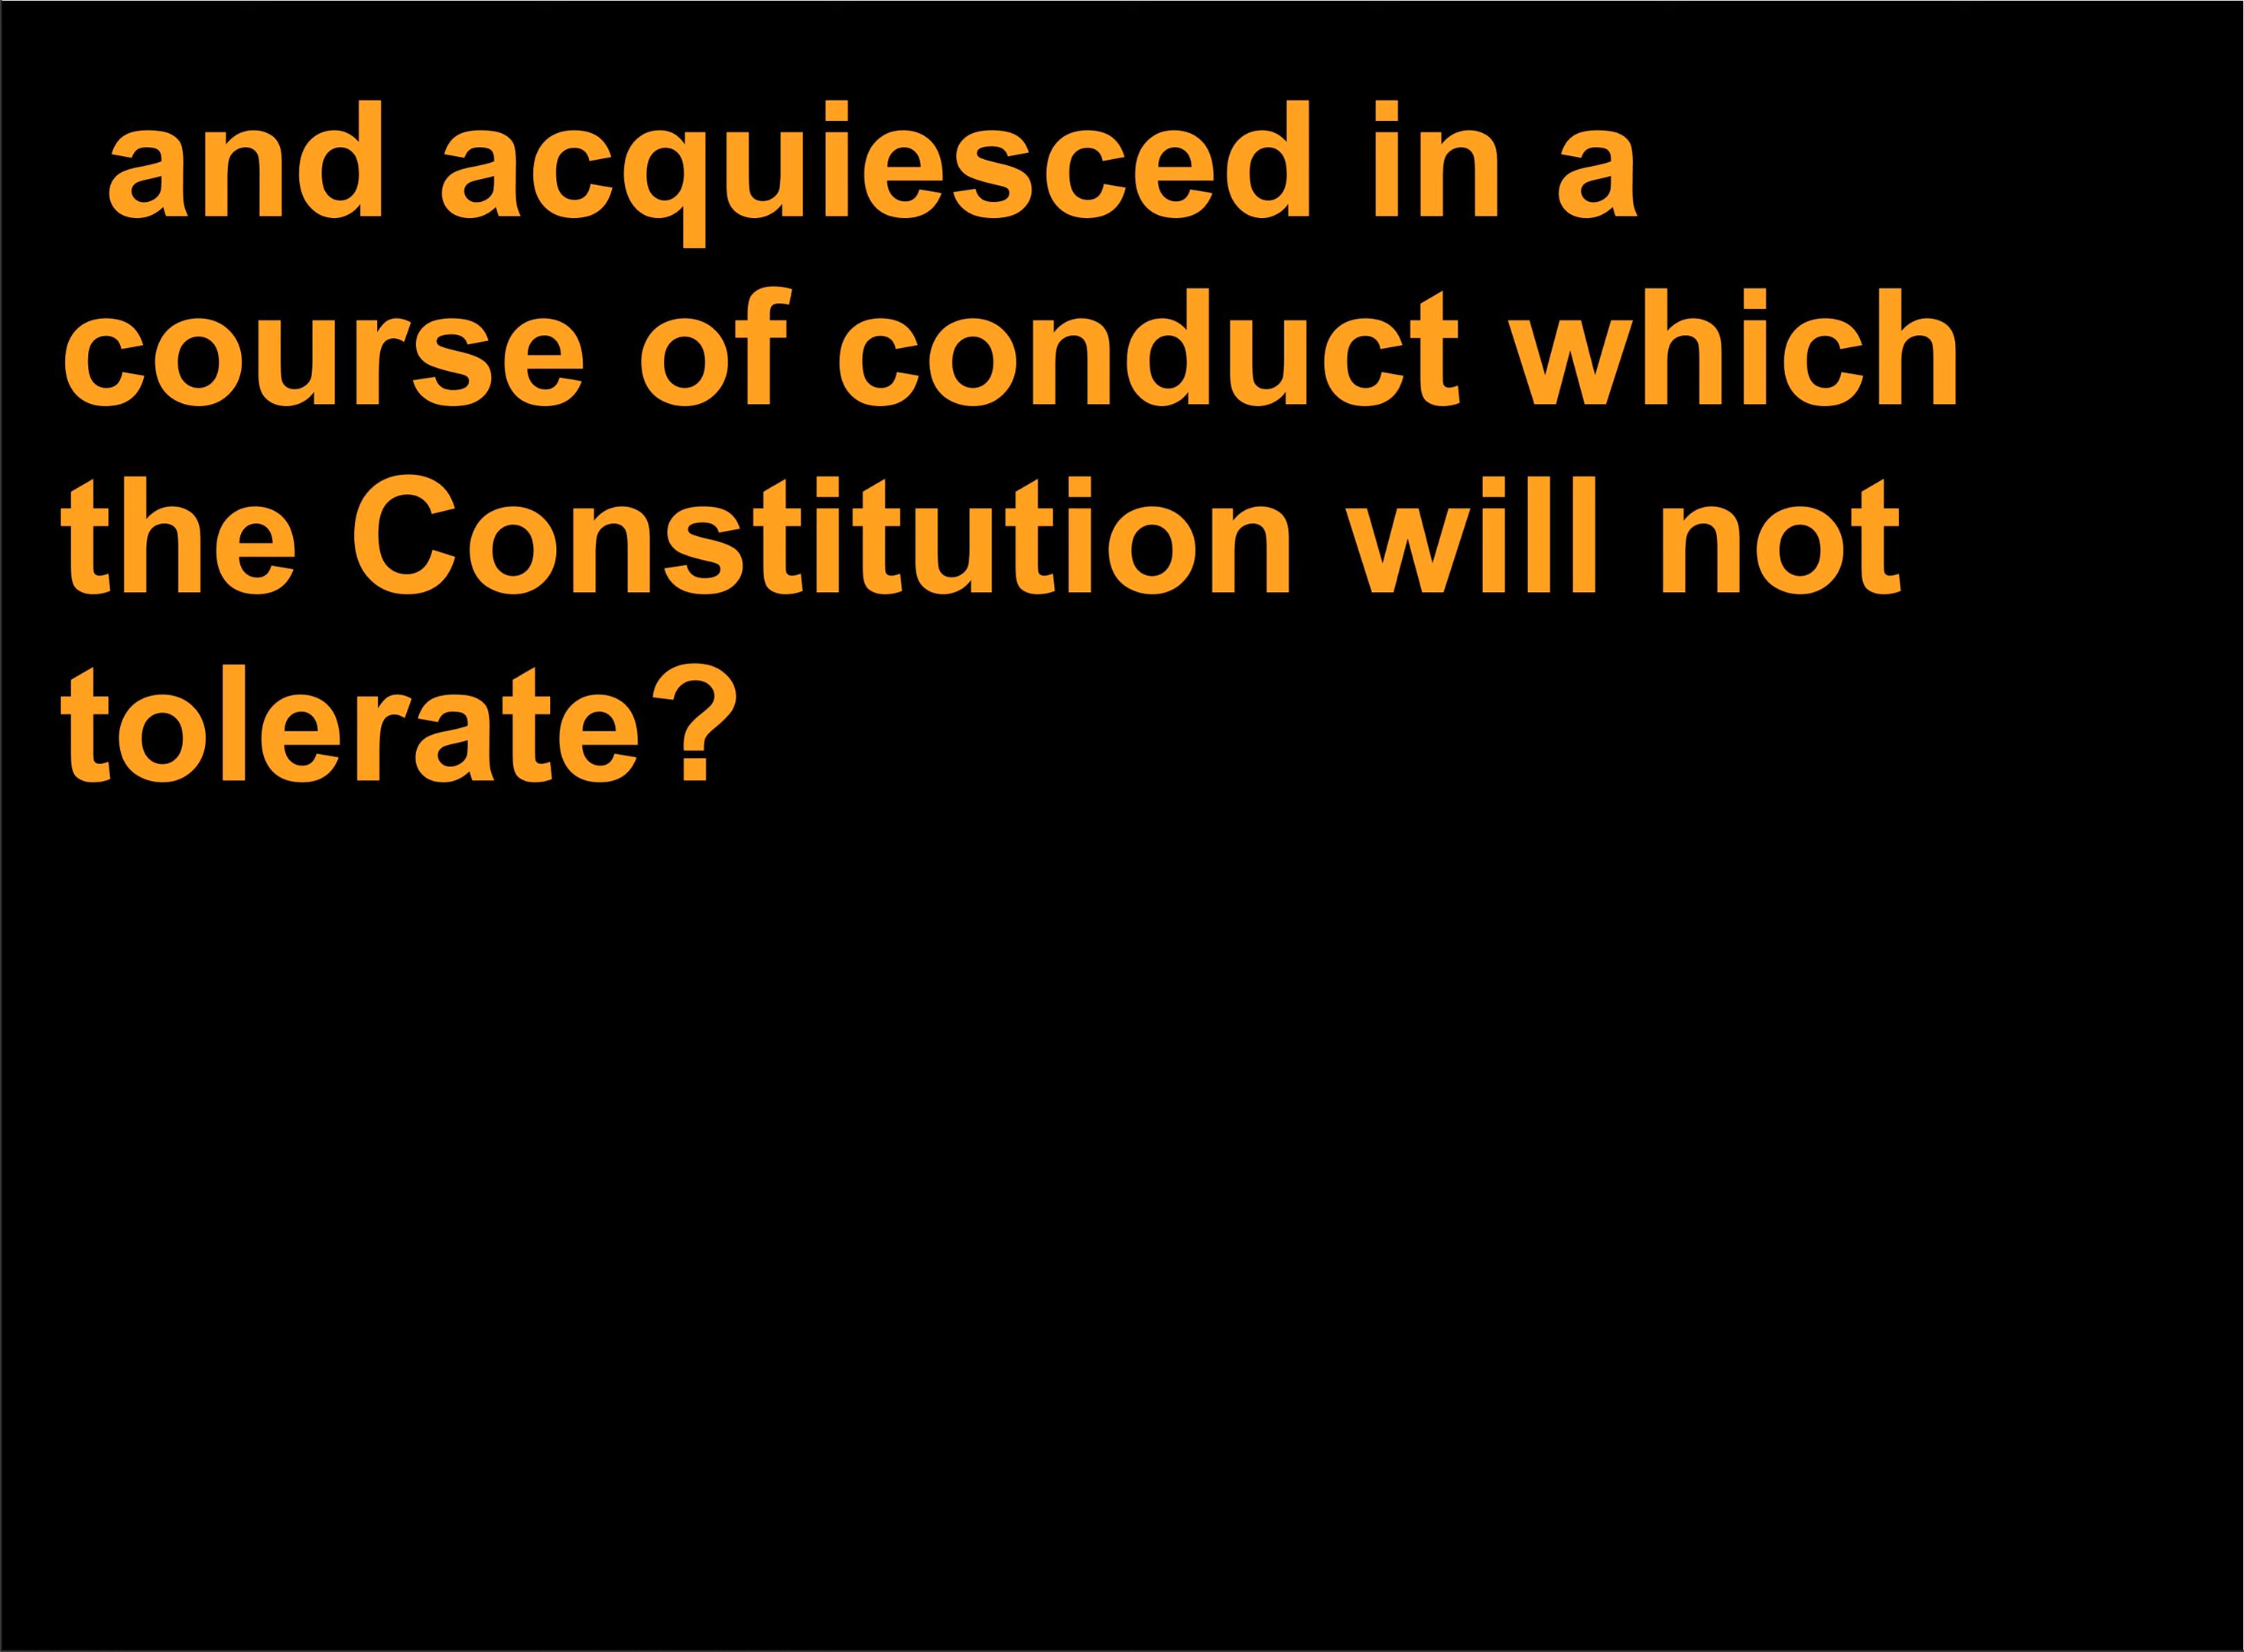 and acquiesced in a
course of conduct which
the Constitution will not
tolerate?